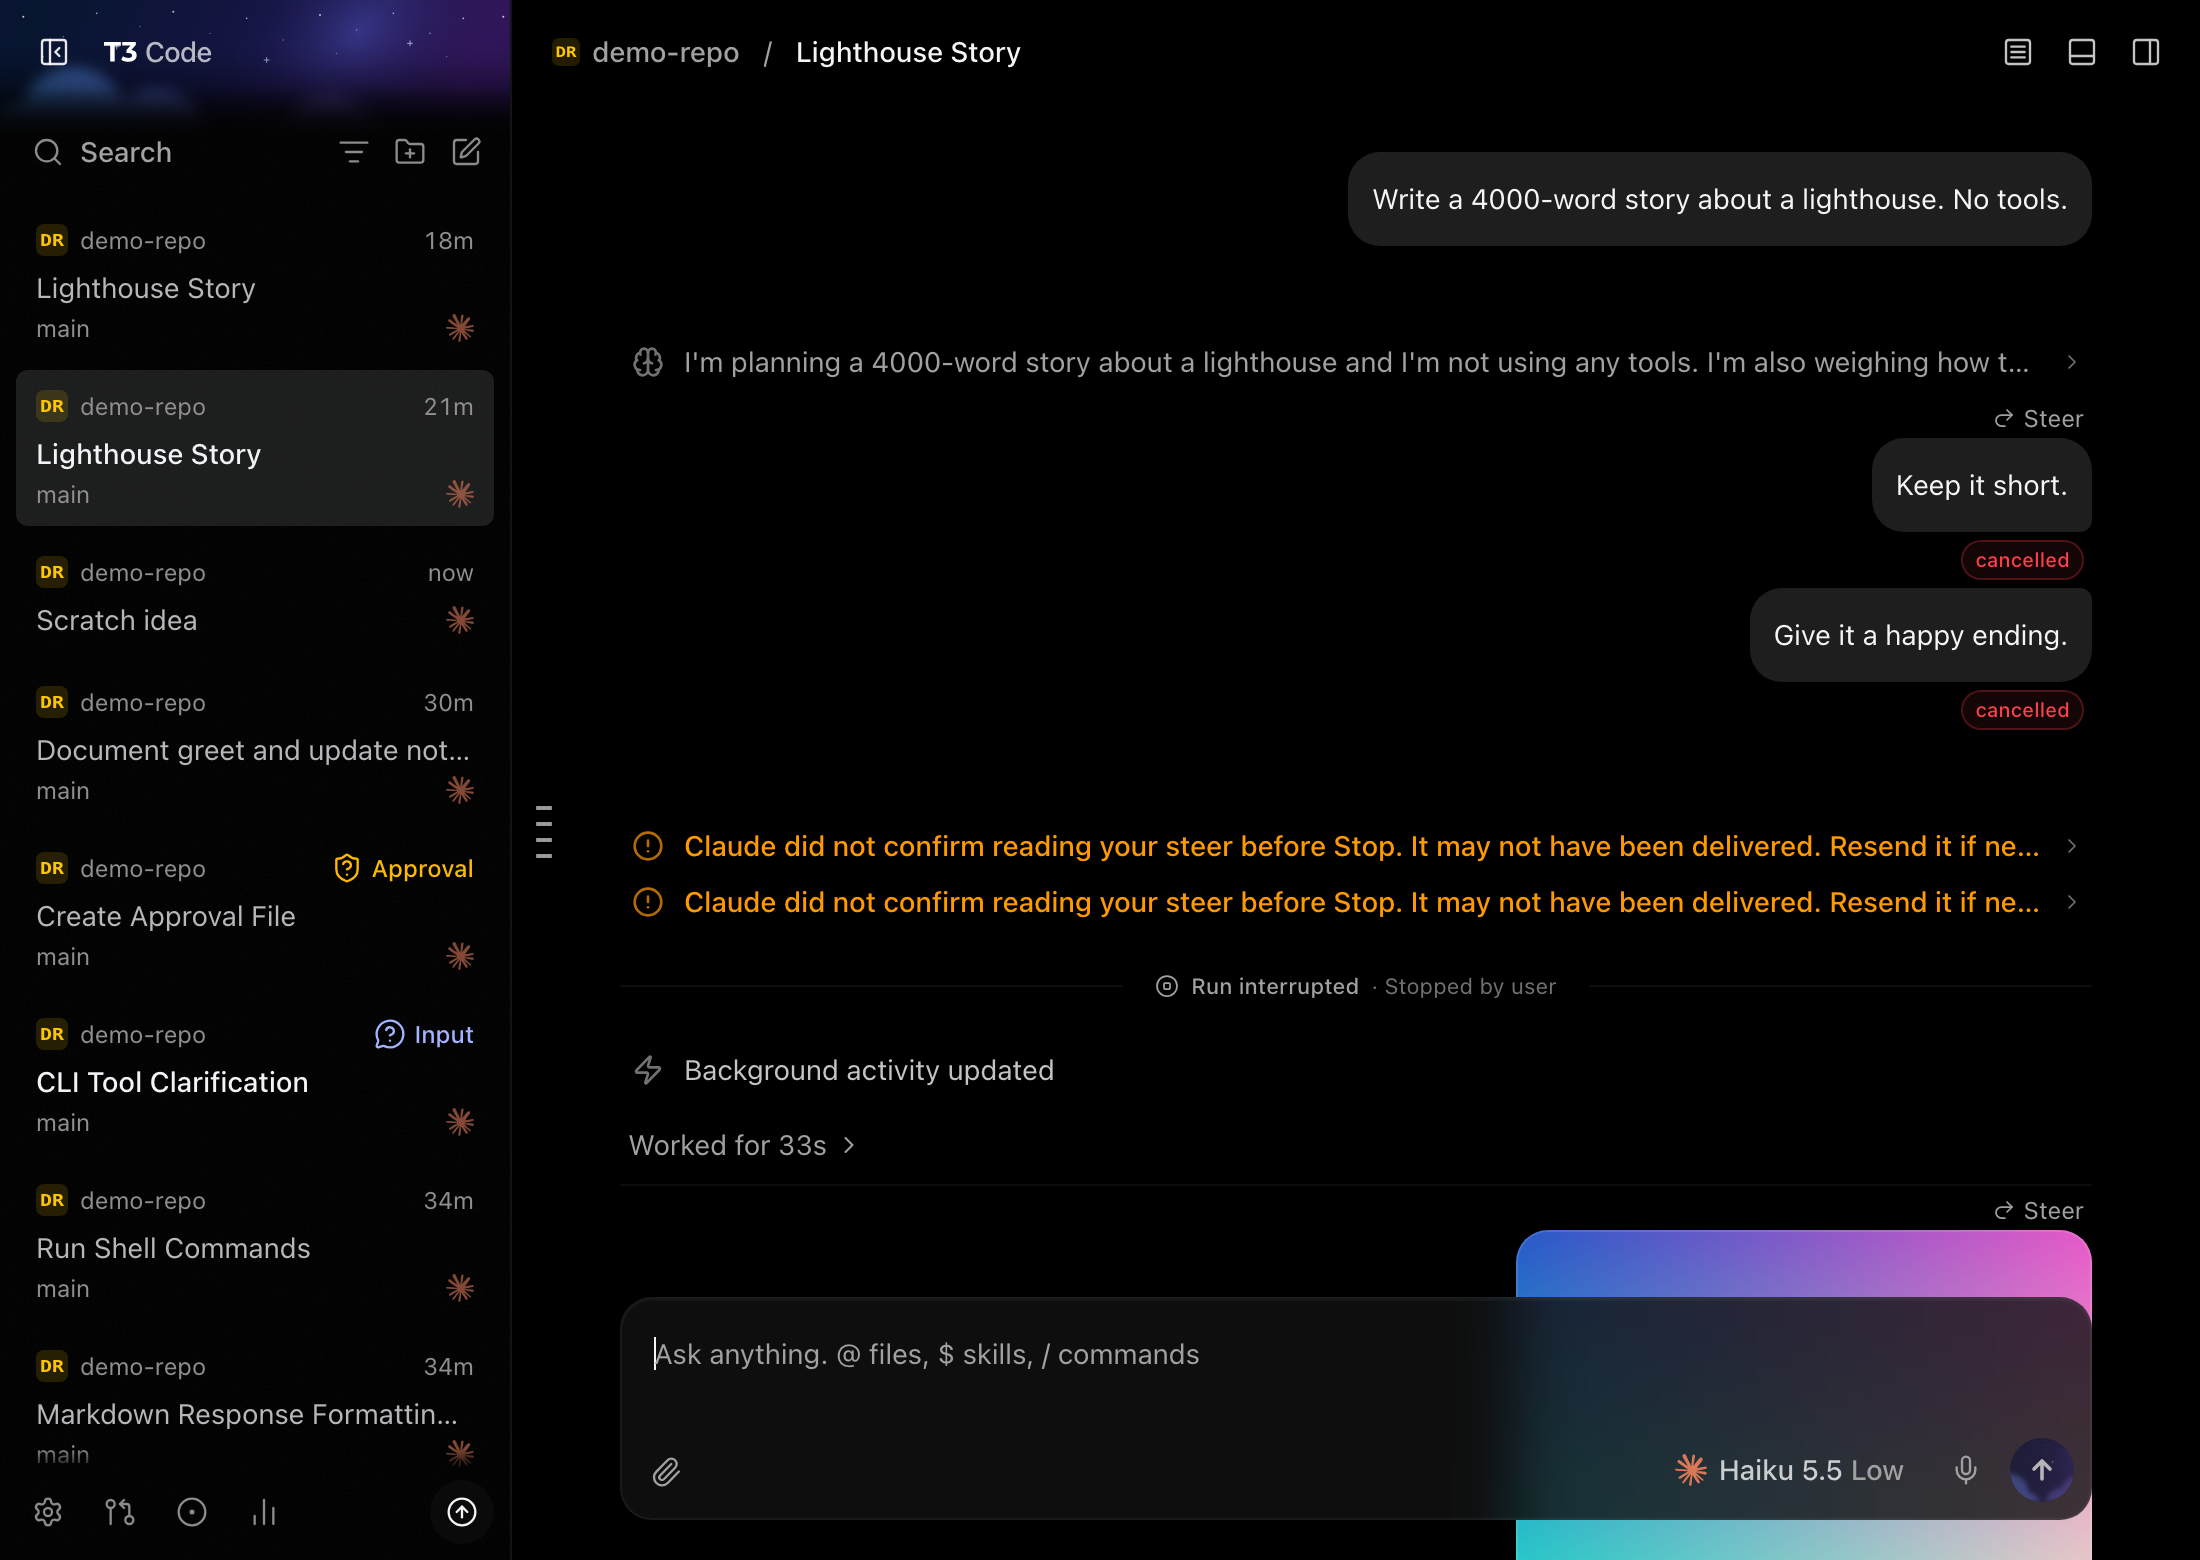 T3 Code
Search
DR demo-repo 18m
Lighthouse Story
main
DR demo-repo 21m
Lighthouse Story
main
DR demo-repo now
Scratch idea
DR demo-repo 30m
Document greet and update not...
main
DR demo-repo Approval
Create Approval File
main
DR demo-repo Input
CLI Tool Clarification
main
DR demo-repo 34m
Run Shell Commands
main
DR demo-repo 34m
Markdown Response Formattin...
main
DR demo-repo / Lighthouse Story
Write a 4000-word story about a lighthouse. No tools.
I'm planning a 4000-word story about a lighthouse and I'm not using any tools. I'm also weighing how t...
Steer
Keep it short.
cancelled
Give it a happy ending.
cancelled
Claude did not confirm reading your steer before Stop. It may not have been delivered. Resend it if ne...
Claude did not confirm reading your steer before Stop. It may not have been delivered. Resend it if ne...
Run interrupted · Stopped by user
Background activity updated
Worked for 33s
Steer
Ask anything. @ files, $ skills, / commands
Haiku 5.5 Low